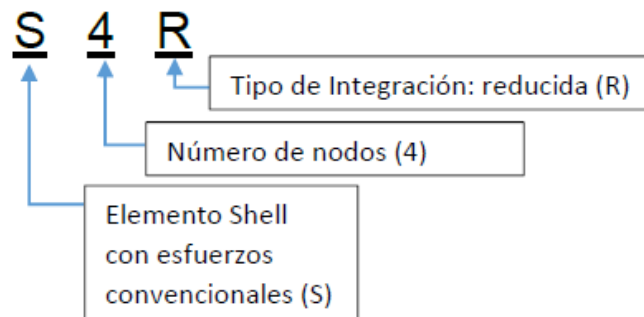 S 4 R
Tipo de Integración: reducida (R)
Número de nodos (4)
Elemento Shell
con esfuerzos
convencionales (S)